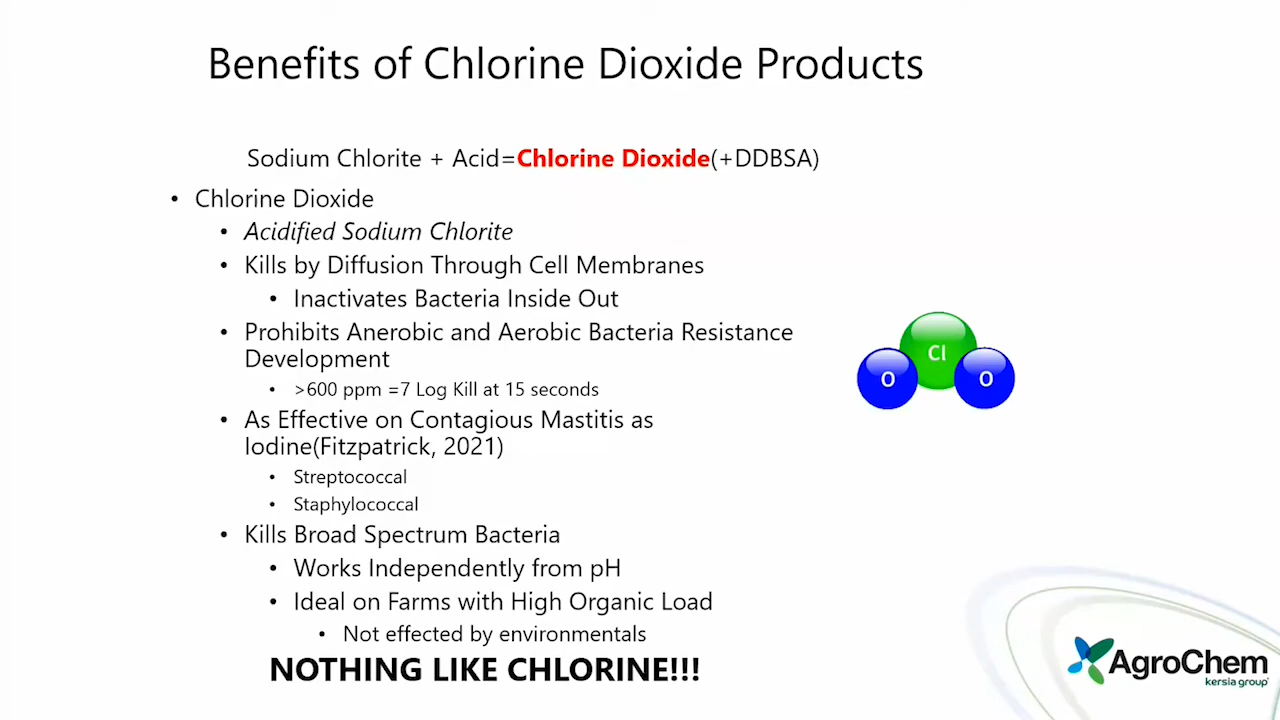 Benefits of Chlorine Dioxide Products
Sodium Chlorite + Acid=Chlorine Dioxide(+DDBSA)
• Chlorine Dioxide
• Acidified Sodium Chlorite
• Kills by Diffusion Through Cell Membranes
• Inactivates Bacteria Inside Out
• Prohibits Anerobic and Aerobic Bacteria Resistance
Development
• >600 ppm =7 Log Kill at 15 seconds
• As Effective on Contagious Mastitis as
Iodine(Fitzpatrick, 2021)
• Streptococcal
• Staphylococcal
• Kills Broad Spectrum Bacteria
• Works Independently from pH
• Ideal on Farms with High Organic Load
• Not effected by environmentals
NOTHING LIKE CHLORINE!!!
Cl
O O
AgroChem
kersia group